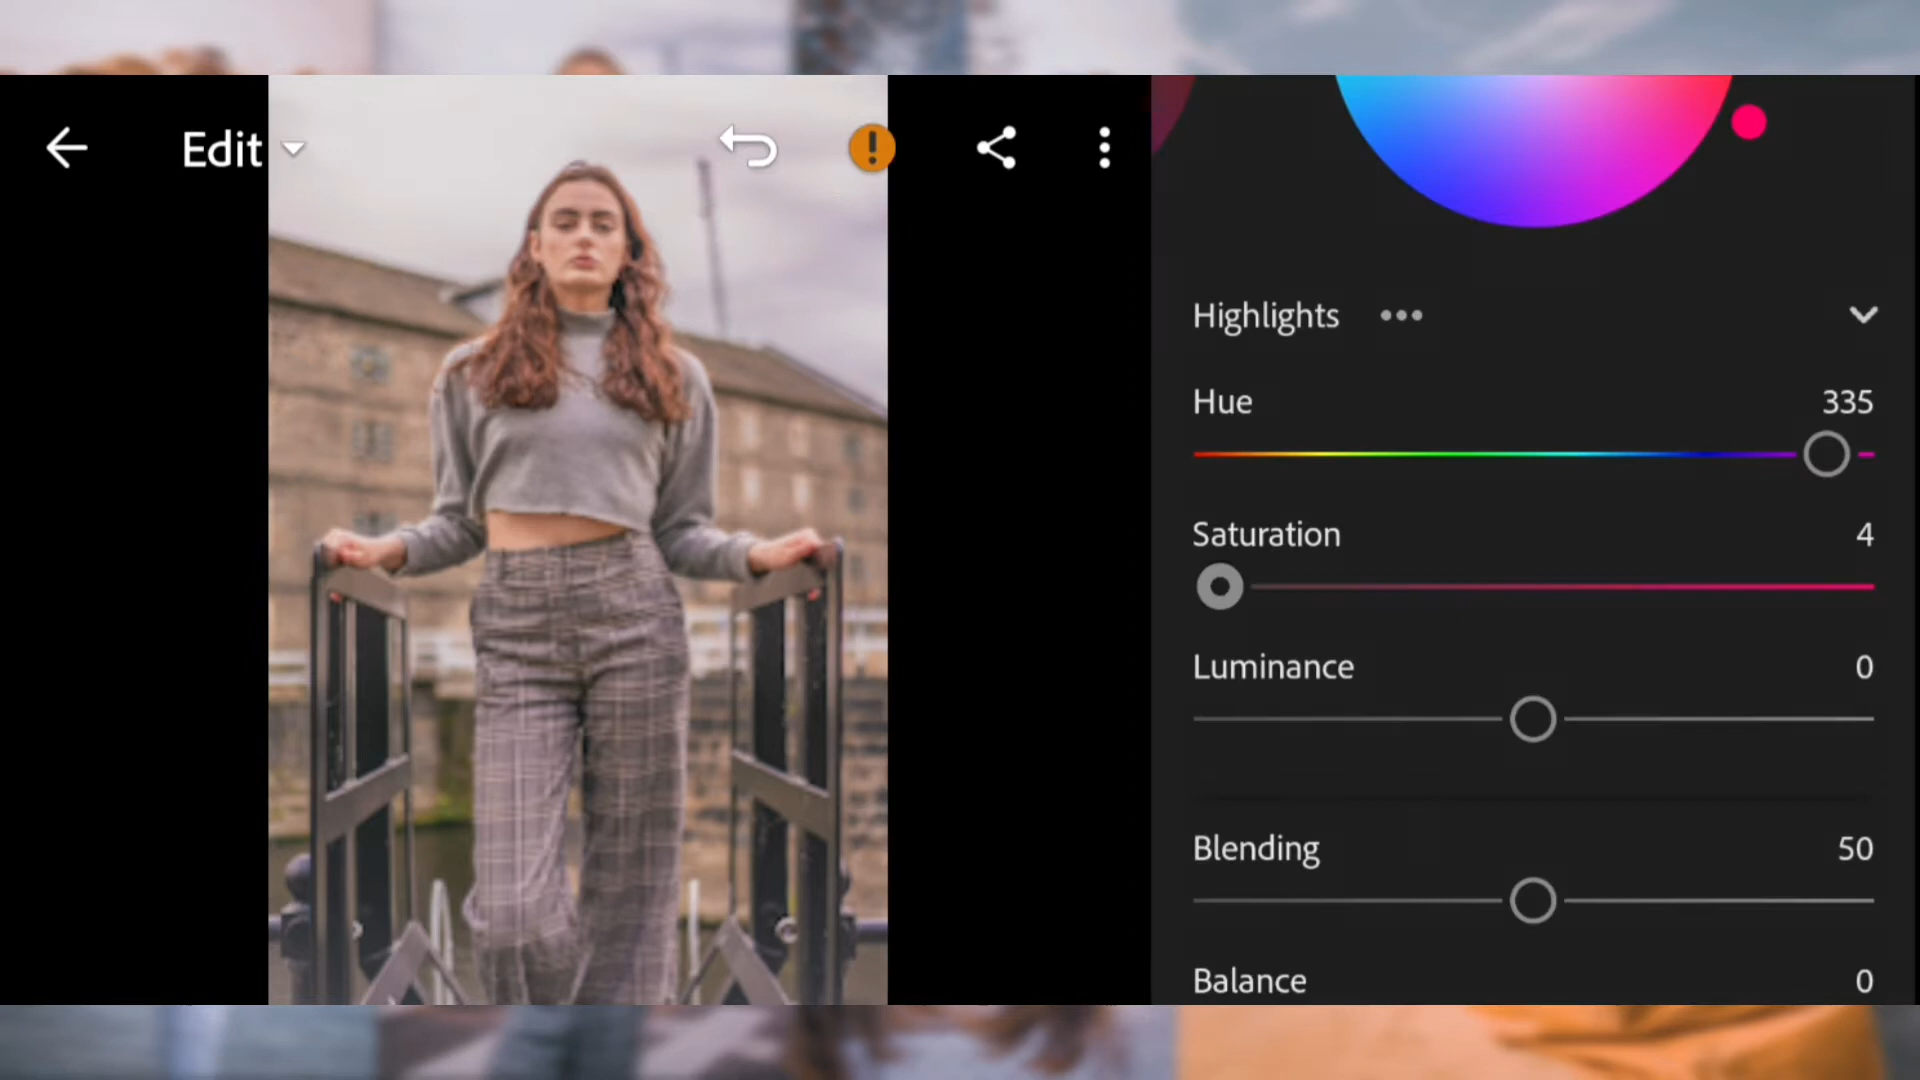 Edit
Highlights
Hue 335
Saturation 4
Luminance 0
Blending 50
Balance 0